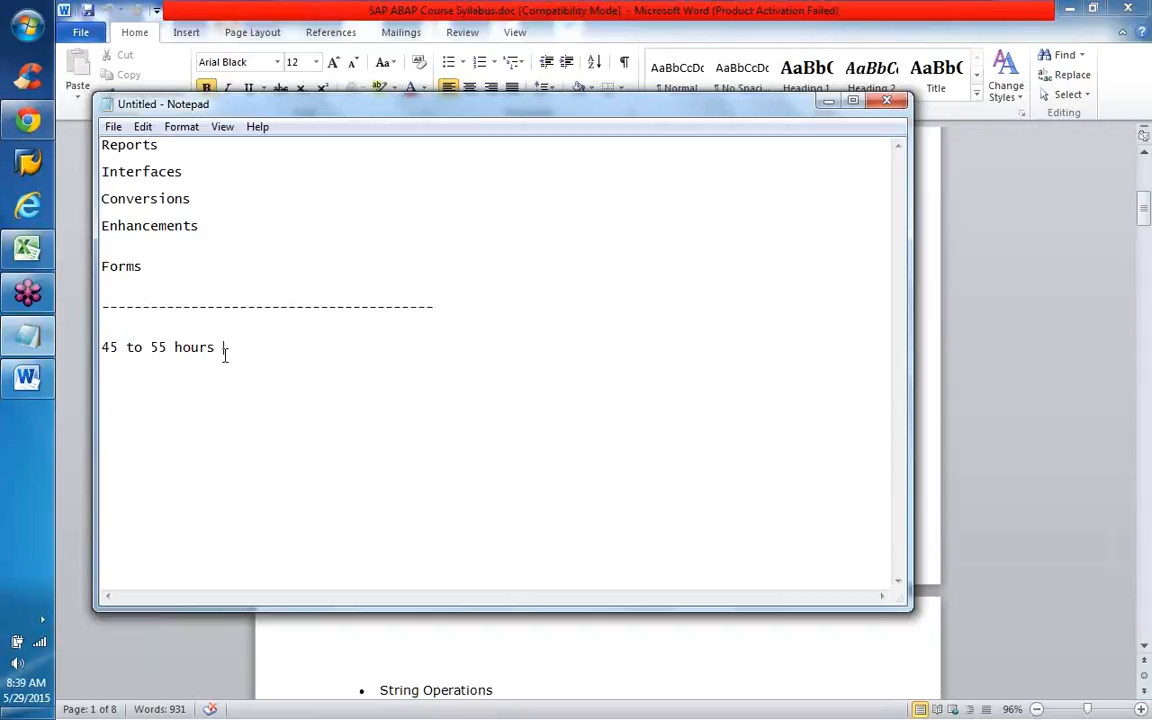 SAP ABAP Course Syllabus.doc [Compatibility Mode] - Microsoft Word (Product Activation Failed)
File Home Insert Page Layout References Mailings Review View
Paste
Cut
Copy
Arial Black 12
AaBbCcDc AaBbCcDc AaBbC AaBbCc AaBbC
¶ Normal ¶ No Spaci... Heading 1 Heading 2 Title
Change Styles
Find
Replace
Select
Editing
Untitled - Notepad
File Edit Format View Help
Reports
Interfaces
Conversions
Enhancements
Forms
-----------------------------------------
45 to 55 hours
• String Operations
8:39 AM
5/29/2015
Page: 1 of 8 Words: 931
96%